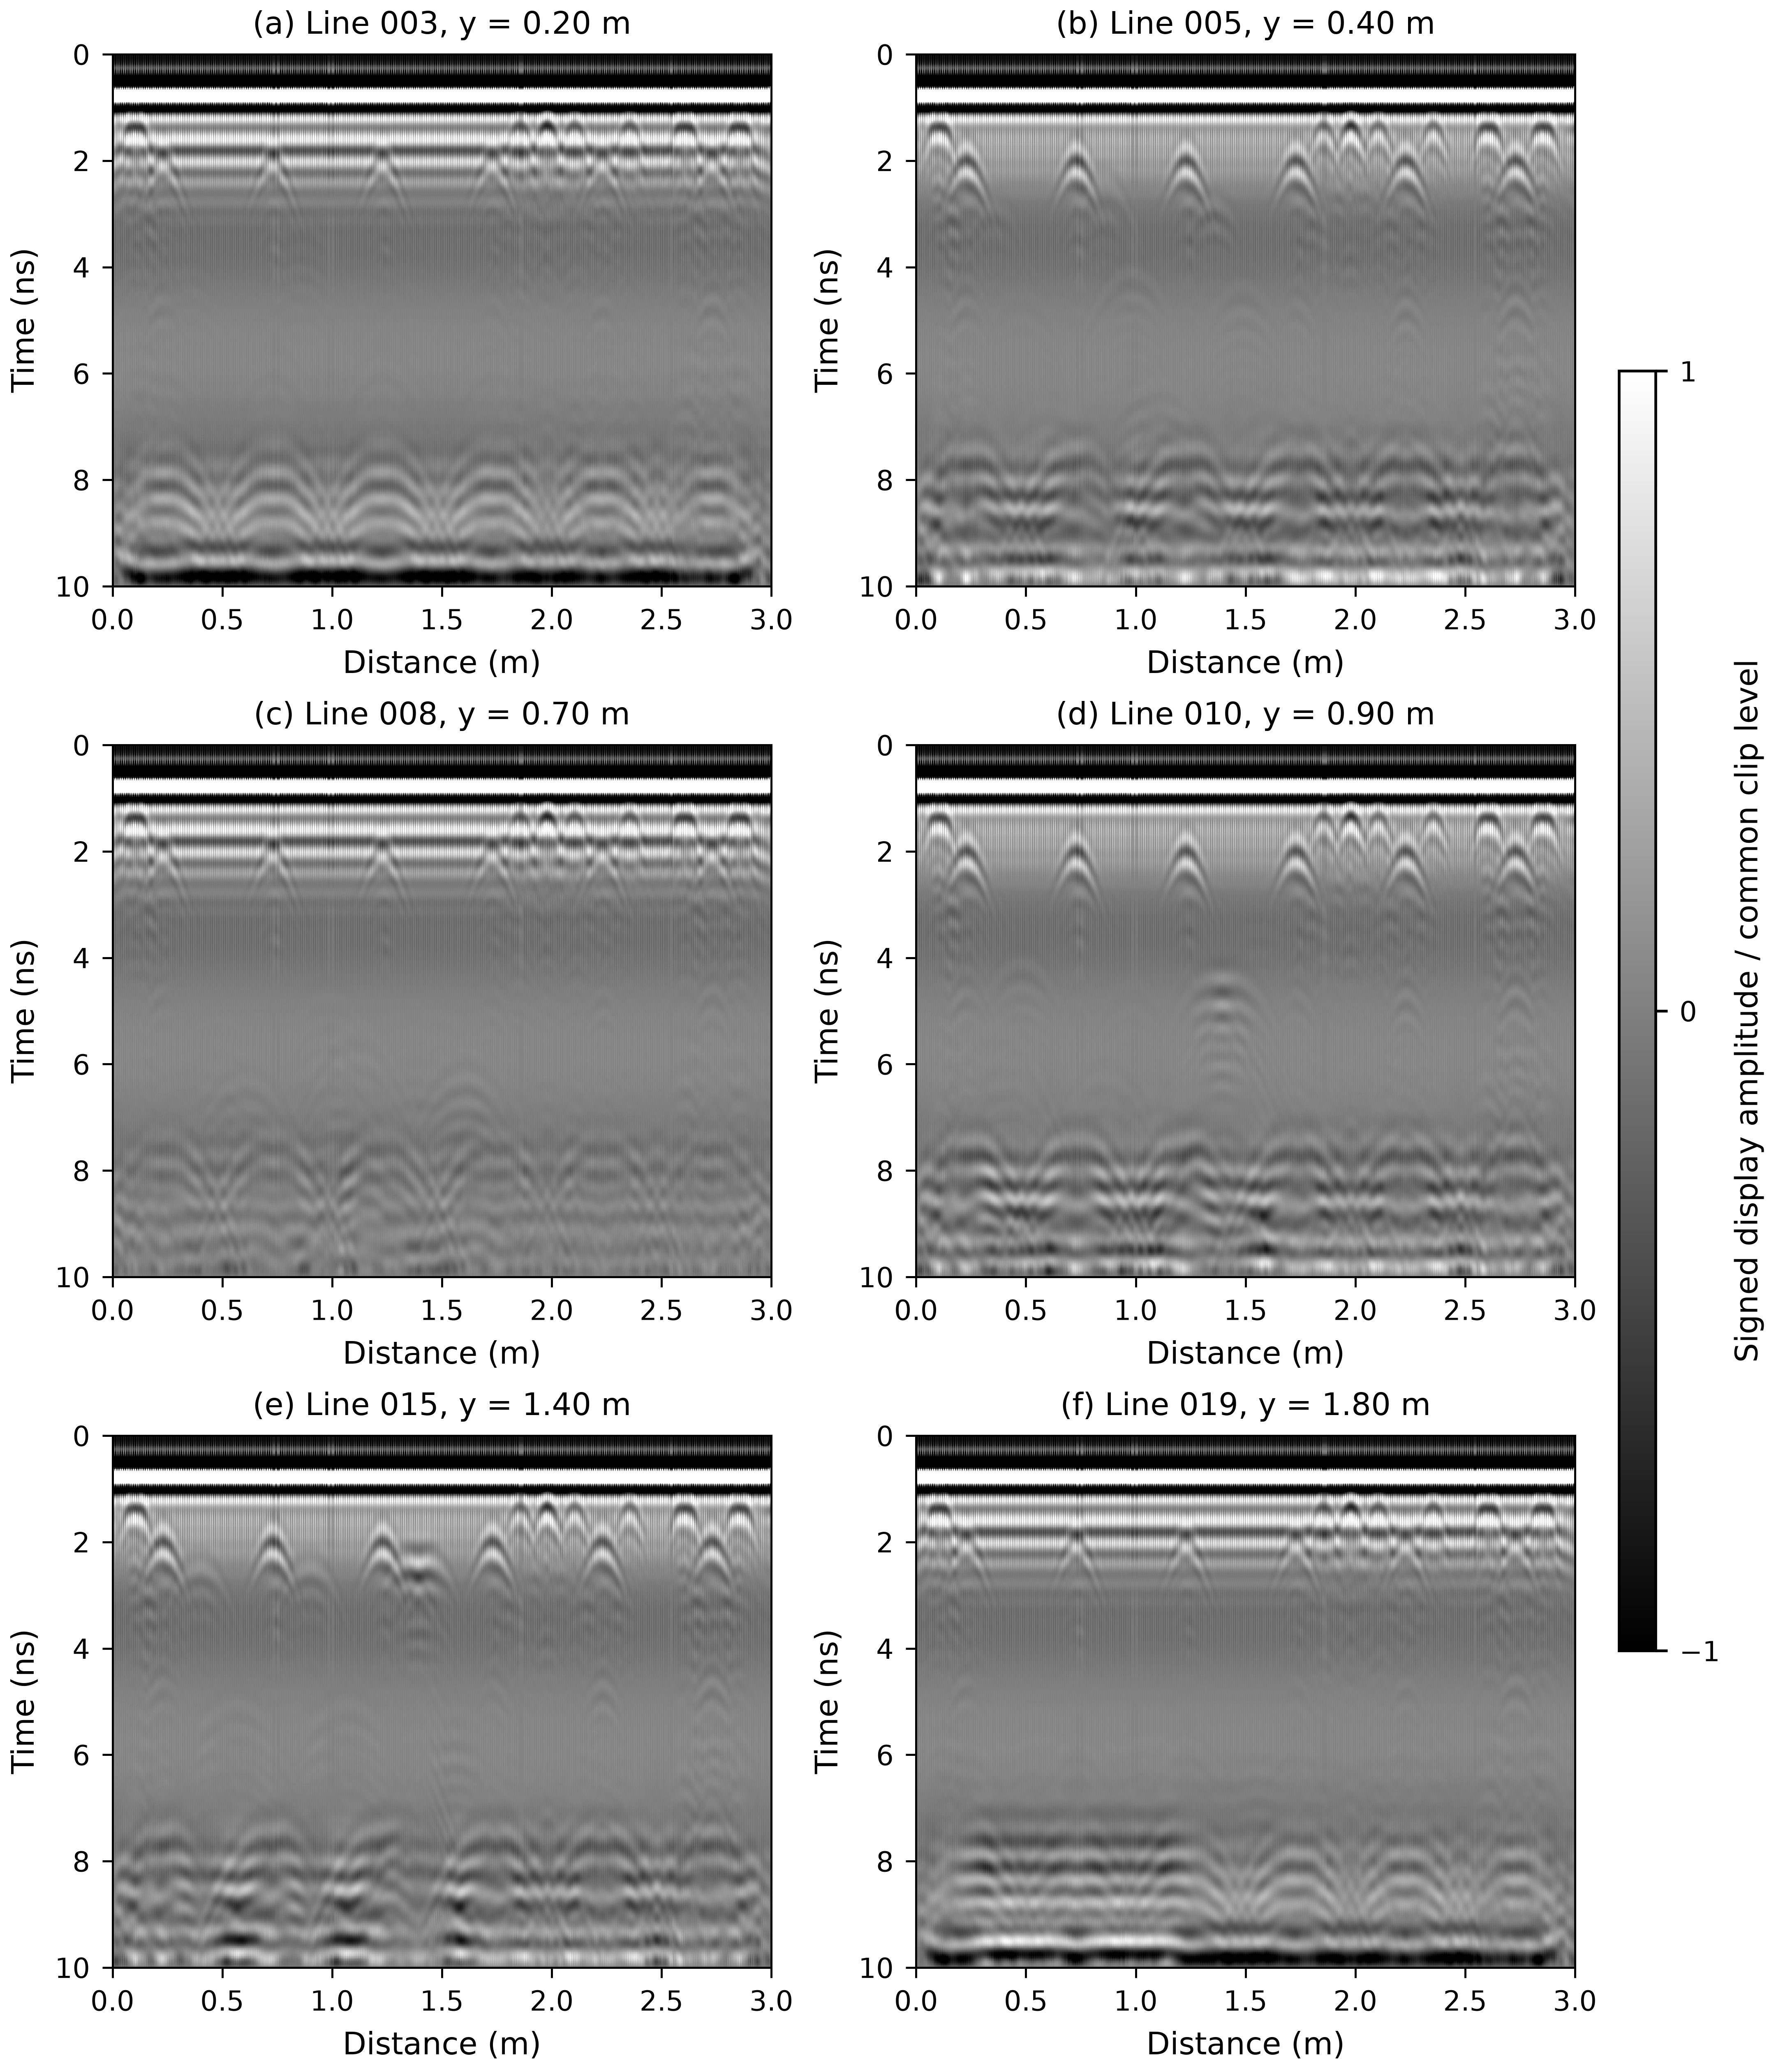 (a) Line 003, y = 0.20 m
0
2
4
6
8
10
Time (ns)
0.0 0.5 1.0 1.5 2.0 2.5 3.0
Distance (m)
(b) Line 005, y = 0.40 m
0
2
4
6
8
10
Time (ns)
0.0 0.5 1.0 1.5 2.0 2.5 3.0
Distance (m)
(c) Line 008, y = 0.70 m
0
2
4
6
8
10
Time (ns)
0.0 0.5 1.0 1.5 2.0 2.5 3.0
Distance (m)
(d) Line 010, y = 0.90 m
0
2
4
6
8
10
Time (ns)
0.0 0.5 1.0 1.5 2.0 2.5 3.0
Distance (m)
(e) Line 015, y = 1.40 m
0
2
4
6
8
10
Time (ns)
0.0 0.5 1.0 1.5 2.0 2.5 3.0
Distance (m)
(f) Line 019, y = 1.80 m
0
2
4
6
8
10
Time (ns)
0.0 0.5 1.0 1.5 2.0 2.5 3.0
Distance (m)
1
0
−1
Signed display amplitude / common clip level